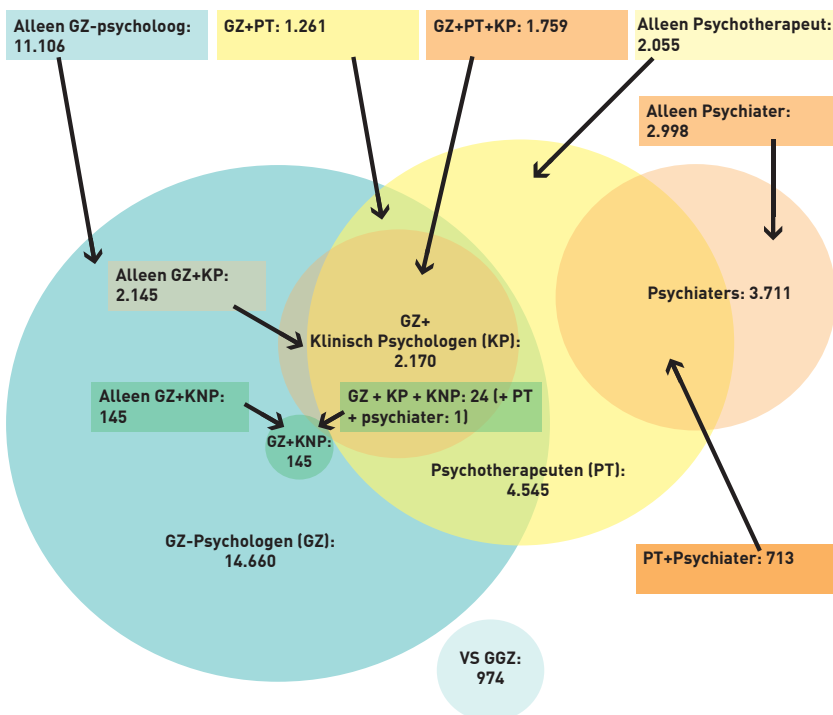 Alleen GZ-psycholoog:
11.106
GZ+PT: 1.261
GZ+PT+KP: 1.759
Alleen Psychotherapeut:
2.055
Alleen Psychiater:
2.998
Alleen GZ+KP:
2.145
Psychiaters: 3.711
GZ+
Klinisch Psychologen (KP):
2.170
Alleen GZ+KNP:
145
GZ + KP + KNP: 24 (+ PT
+ psychiater: 1)
GZ+KNP:
145
Psychotherapeuten (PT):
4.545
GZ-Psychologen (GZ):
14.660
PT+Psychiater: 713
VS GGZ:
974